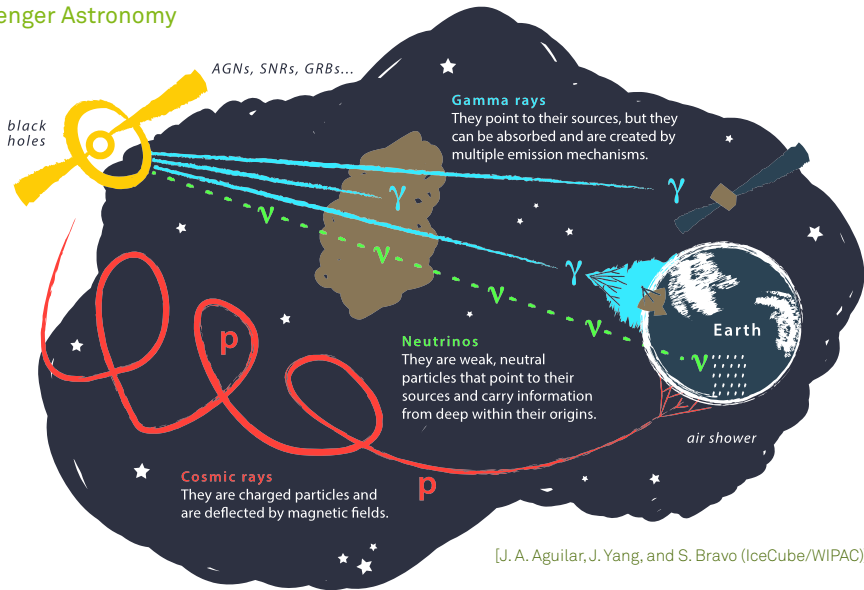 enger Astronomy
AGNs, SNRs, GRBs...
black
holes
Gamma rays
They point to their sources, but they
can be absorbed and are created by
multiple emission mechanisms.
γ
γ
ν
ν
γ
ν
ν
Earth
ν
p
Neutrinos
They are weak, neutral
particles that point to their
sources and carry information
from deep within their origins.
air shower
Cosmic rays
They are charged particles and
are deflected by magnetic fields.
p
[J. A. Aguilar, J. Yang, and S. Bravo (IceCube/WIPAC)